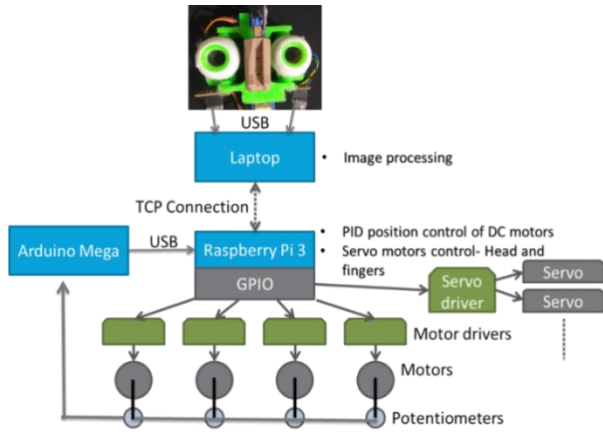 USB
Laptop
• Image processing
TCP Connection
Arduino Mega
USB
Raspberry Pi 3
GPIO
• PID position control of DC motors
• Servo motors control- Head and
fingers
Servo
driver
Servo
Servo
Motor drivers
Motors
Potentiometers